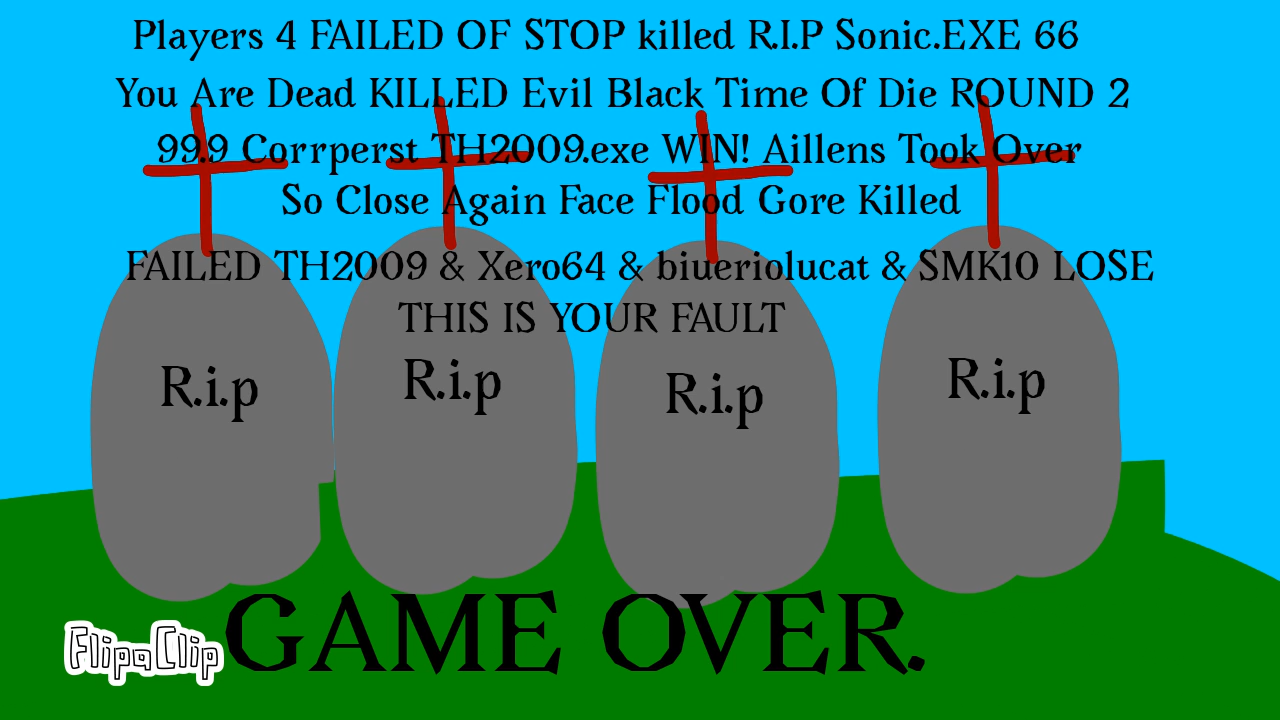 Players 4 FAILED OF STOP killed R.I.P Sonic.EXE 66
You Are Dead KILLED Evil Black Time Of Die ROUND 2
99.9 Corrperst TH2009.exe WIN! Aillens Took Over
So Close Again Face Flood Gore Killed
FAILED TH2009 & Xero64 & biueriolucat & SMK10 LOSE
THIS IS YOUR FAULT
R.i.p R.i.p R.i.p R.i.p
GAME OVER.
FlipaClip